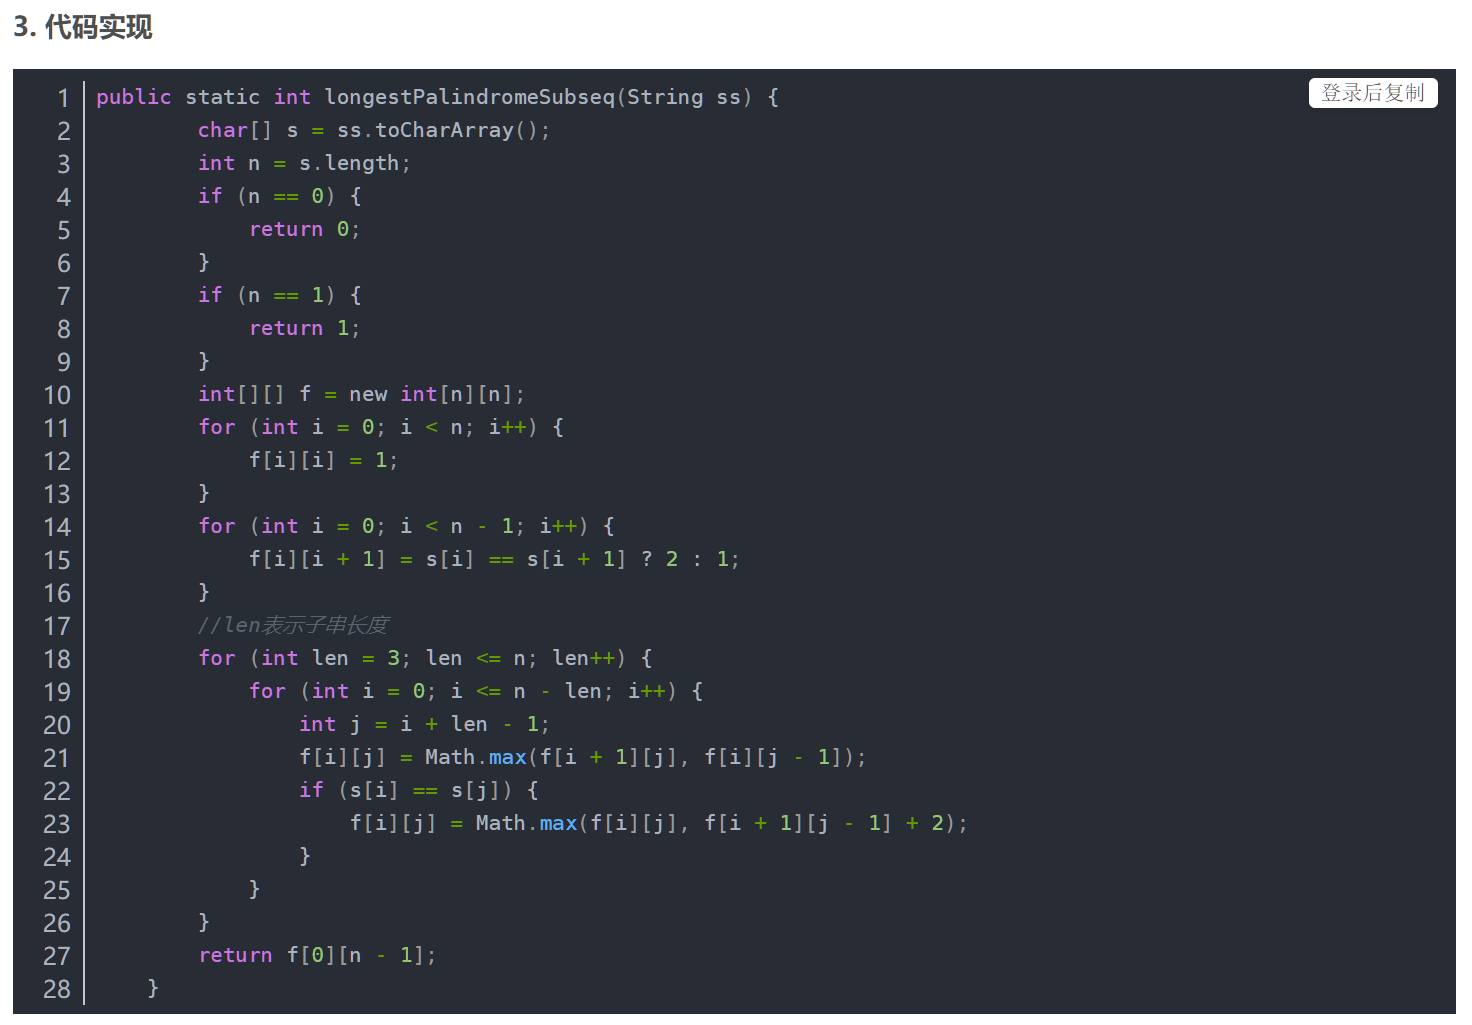 3. 代码实现
登录后复制
1 public static int longestPalindromeSubseq(String ss) {
2         char[] s = ss.toCharArray();
3         int n = s.length;
4         if (n == 0) {
5             return 0;
6         }
7         if (n == 1) {
8             return 1;
9         }
10         int[][] f = new int[n][n];
11         for (int i = 0; i < n; i++) {
12             f[i][i] = 1;
13         }
14         for (int i = 0; i < n - 1; i++) {
15             f[i][i + 1] = s[i] == s[i + 1] ? 2 : 1;
16         }
17         //len表示子串长度
18         for (int len = 3; len <= n; len++) {
19             for (int i = 0; i <= n - len; i++) {
20                 int j = i + len - 1;
21                 f[i][j] = Math.max(f[i + 1][j], f[i][j - 1]);
22                 if (s[i] == s[j]) {
23                     f[i][j] = Math.max(f[i][j], f[i + 1][j - 1] + 2);
24                 }
25             }
26         }
27         return f[0][n - 1];
28     }